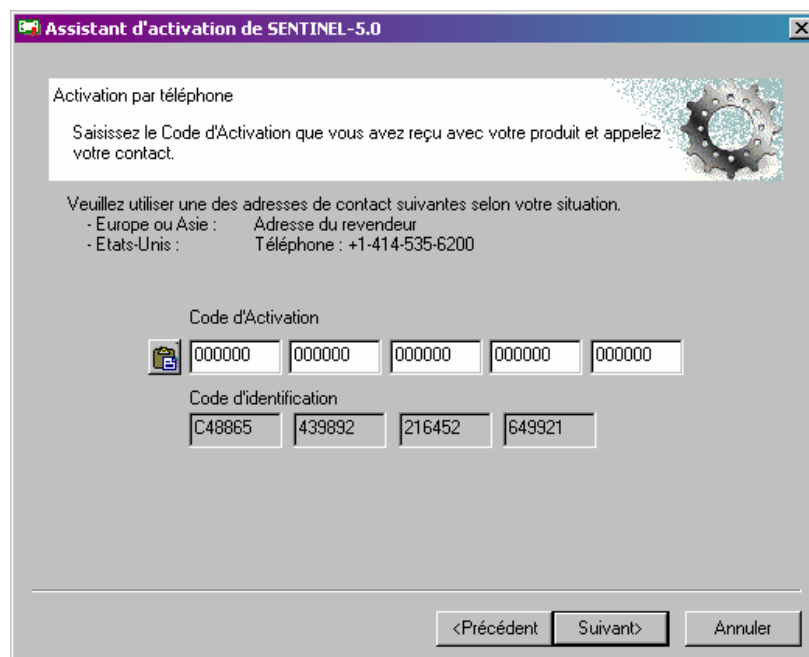 Assistant d'activation de SENTINEL-5.0
Activation par téléphone
Saisissez le Code d'Activation que vous avez reçu avec votre produit et appelez
votre contact.
Veuillez utiliser une des adresses de contact suivantes selon votre situation.
- Europe ou Asie : Adresse du revendeur
- Etats-Unis : Téléphone : +1-414-535-6200
Code d'Activation
000000 000000 000000 000000 000000
Code d'identification
C48865 439892 216452 649921
<Précédent Suivant> Annuler